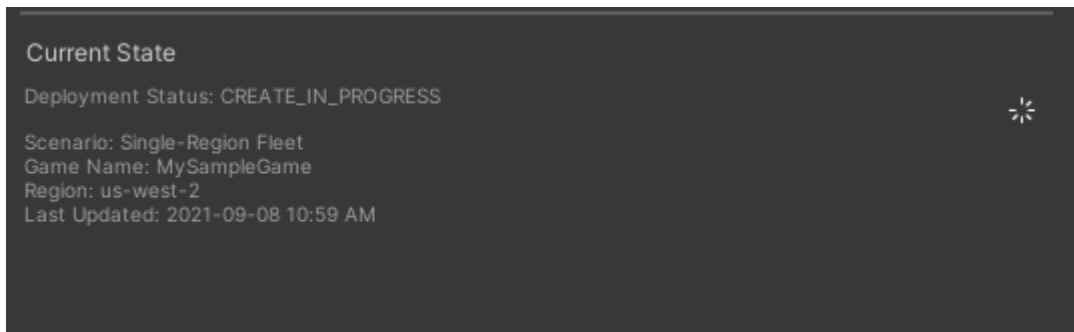 Current State
Deployment Status: CREATE_IN_PROGRESS
Scenario: Single-Region Fleet
Game Name: MySampleGame
Region: us-west-2
Last Updated: 2021-09-08 10:59 AM